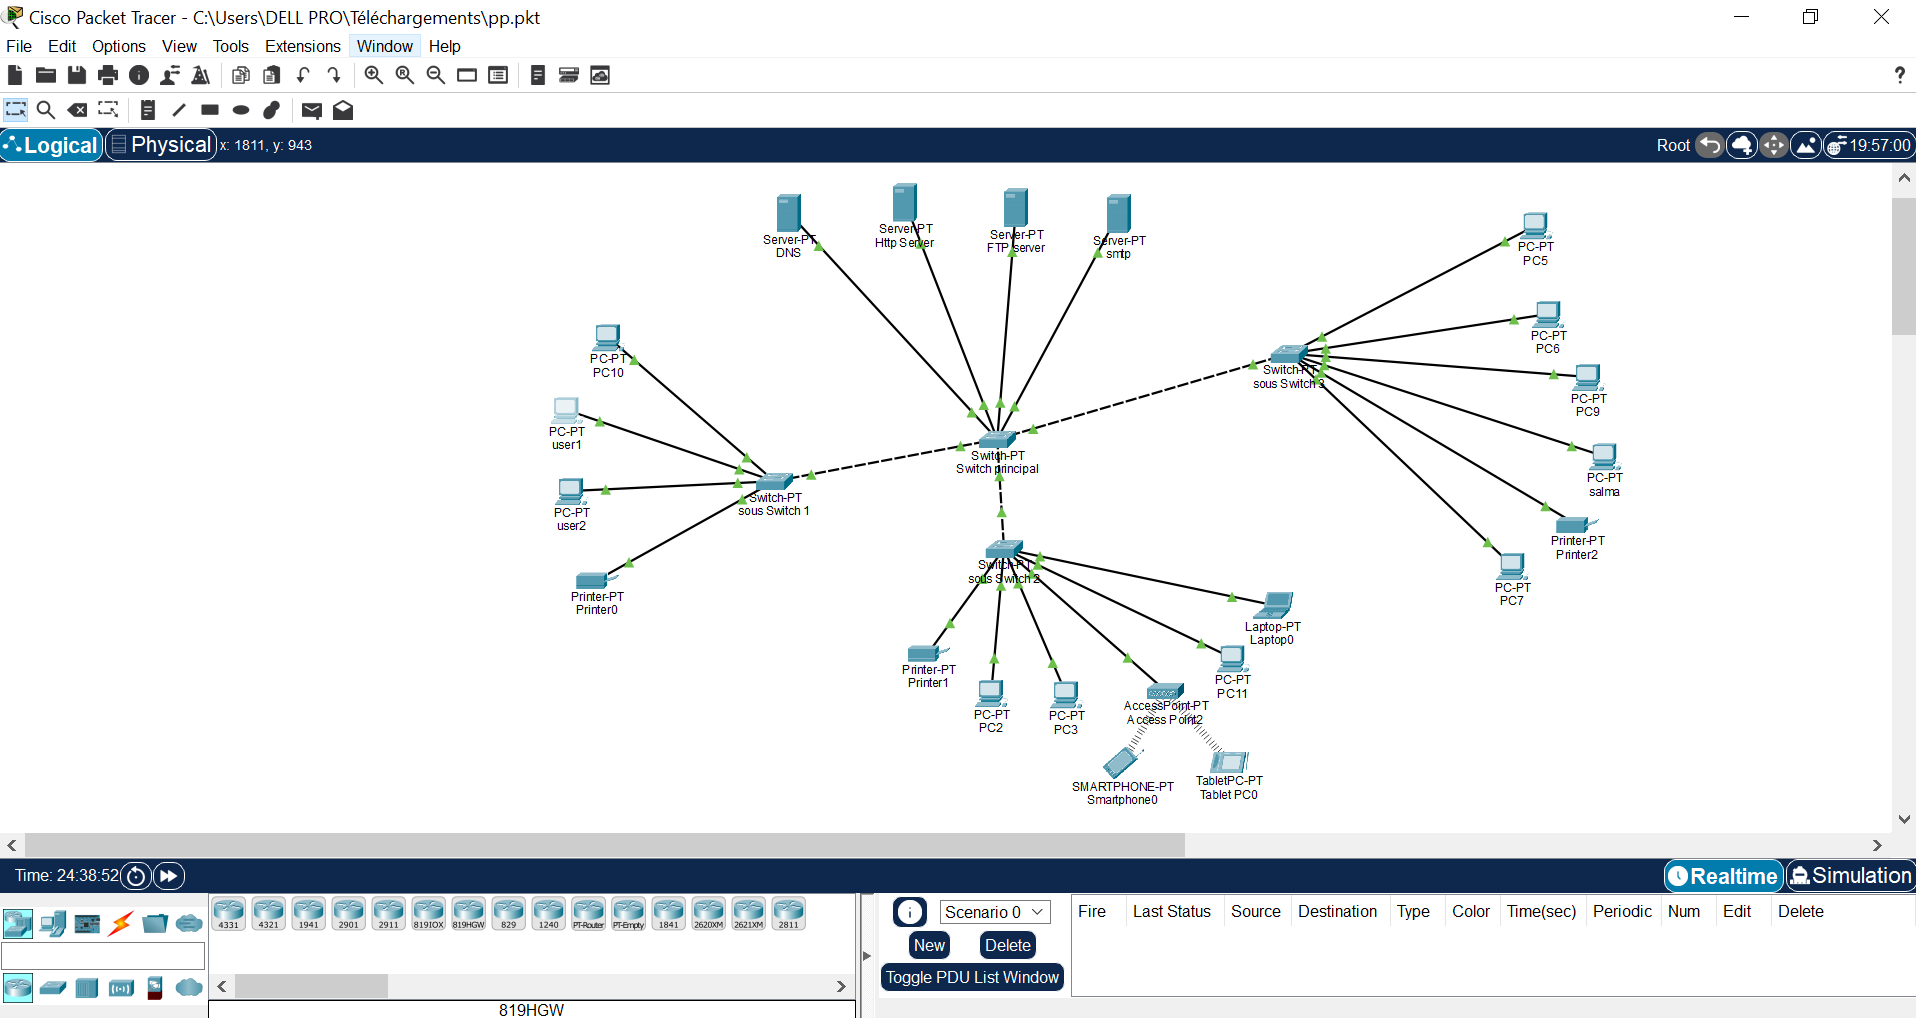 Cisco Packet Tracer - C:\Users\DELL PRO\Téléchargements\pp.pkt
File Edit Options View Tools Extensions Window Help
?
Logical Physical x: 1811, y: 943 Root 19:57:00
Server-PT
DNS
Server-PT
Http Server
Server-PT
FTP server
Server-PT
smtp
PC-PT
PC5
PC-PT
PC6
PC-PT
PC9
PC-PT
salma
Printer-PT
Printer2
PC-PT
PC7
Switch-PT
sous Switch 3
PC-PT
PC10
PC-PT
user1
PC-PT
user2
Printer-PT
Printer0
Switch-PT
sous Switch 1
Switch-PT
Switch principal
Switch-PT
sous Switch 2
Laptop-PT
Laptop0
PC-PT
PC11
Printer-PT
Printer1
PC-PT
PC2
PC-PT
PC3
AccessPoint-PT
Access Point2
SMARTPHONE-PT
Smartphone0
TabletPC-PT
Tablet PC0
Time: 24:38:52 Realtime Simulation
4331 4321 1941 2901 2911 819IOX 819HGW 829 1240 PT-Router PT-Empty 1841 2620XM 2621XM 2811
819HGW
Scenario 0
New Delete
Toggle PDU List Window
Fire Last Status Source Destination Type Color Time(sec) Periodic Num Edit Delete